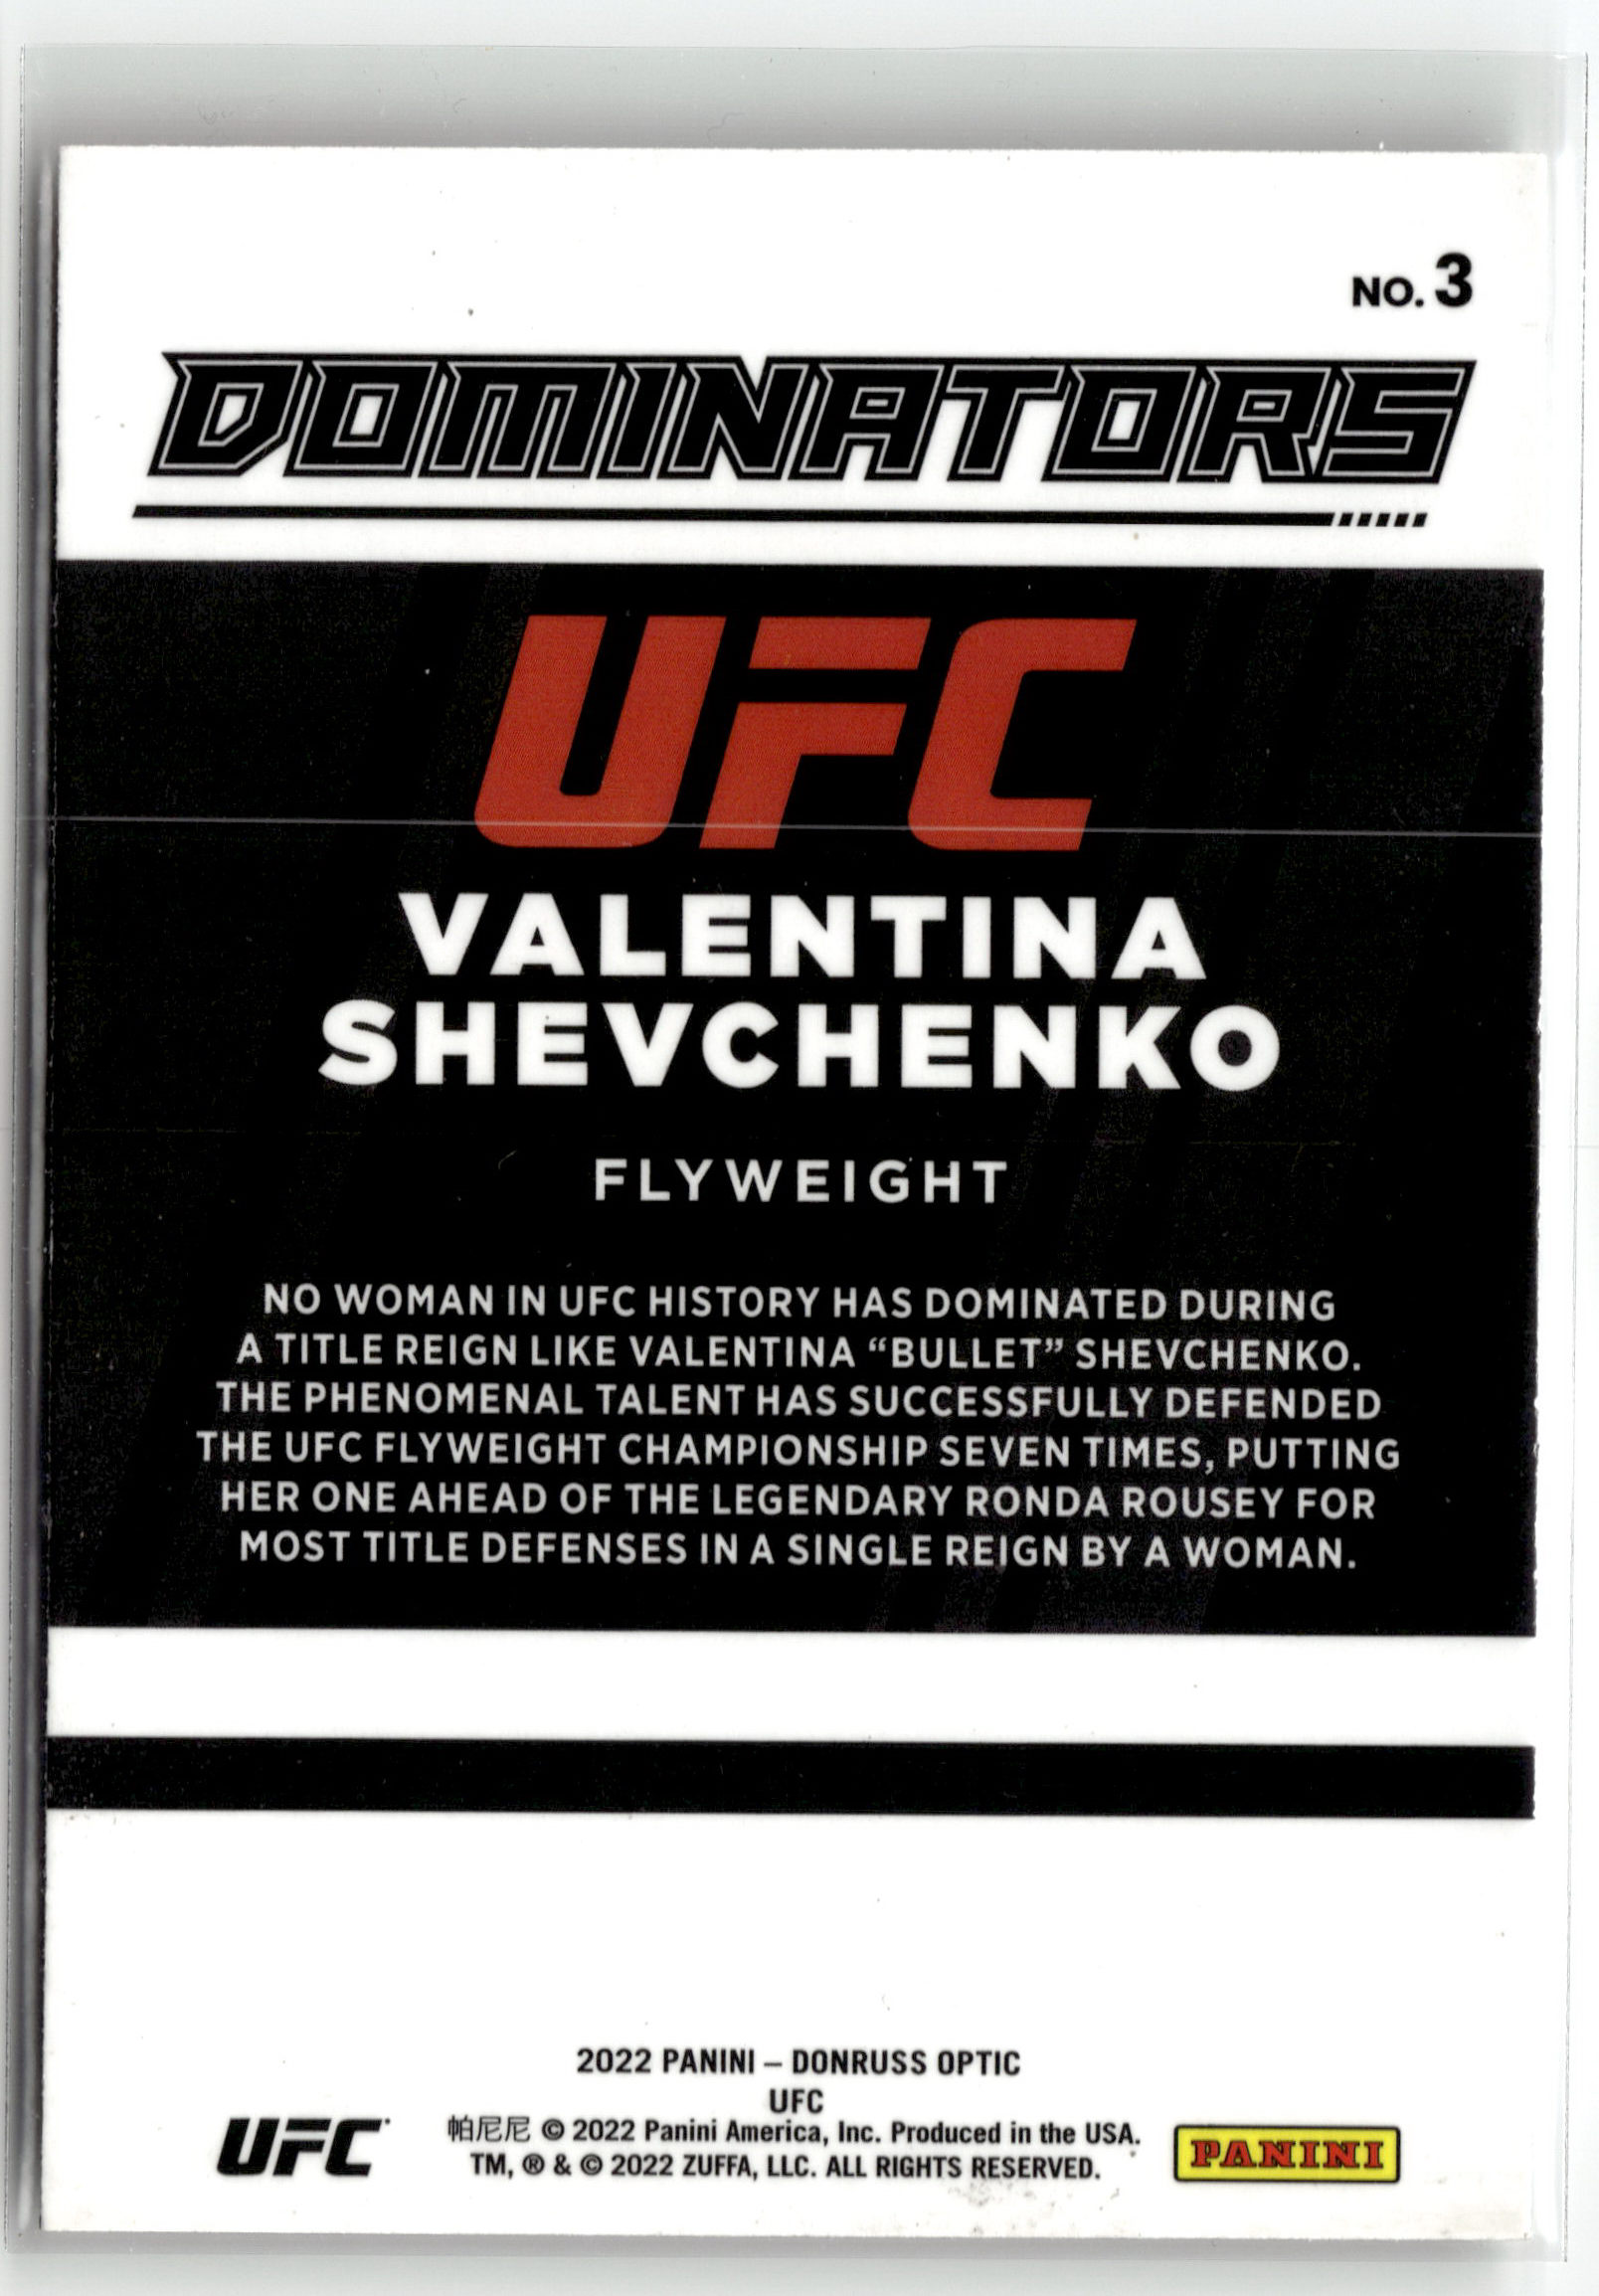 NO. 3
DOMINATORS
UFC
VALENTINA
SHEVCHENKO
FLYWEIGHT
NO WOMAN IN UFC HISTORY HAS DOMINATED DURING
A TITLE REIGN LIKE VALENTINA “BULLET” SHEVCHENKO.
THE PHENOMENAL TALENT HAS SUCCESSFULLY DEFENDED
THE UFC FLYWEIGHT CHAMPIONSHIP SEVEN TIMES, PUTTING
HER ONE AHEAD OF THE LEGENDARY RONDA ROUSEY FOR
MOST TITLE DEFENSES IN A SINGLE REIGN BY A WOMAN.
2022 PANINI – DONRUSS OPTIC
UFC
帕尼尼 © 2022 Panini America, Inc. Produced in the USA.
TM, ® & © 2022 ZUFFA, LLC. ALL RIGHTS RESERVED.
UFC
PANINI